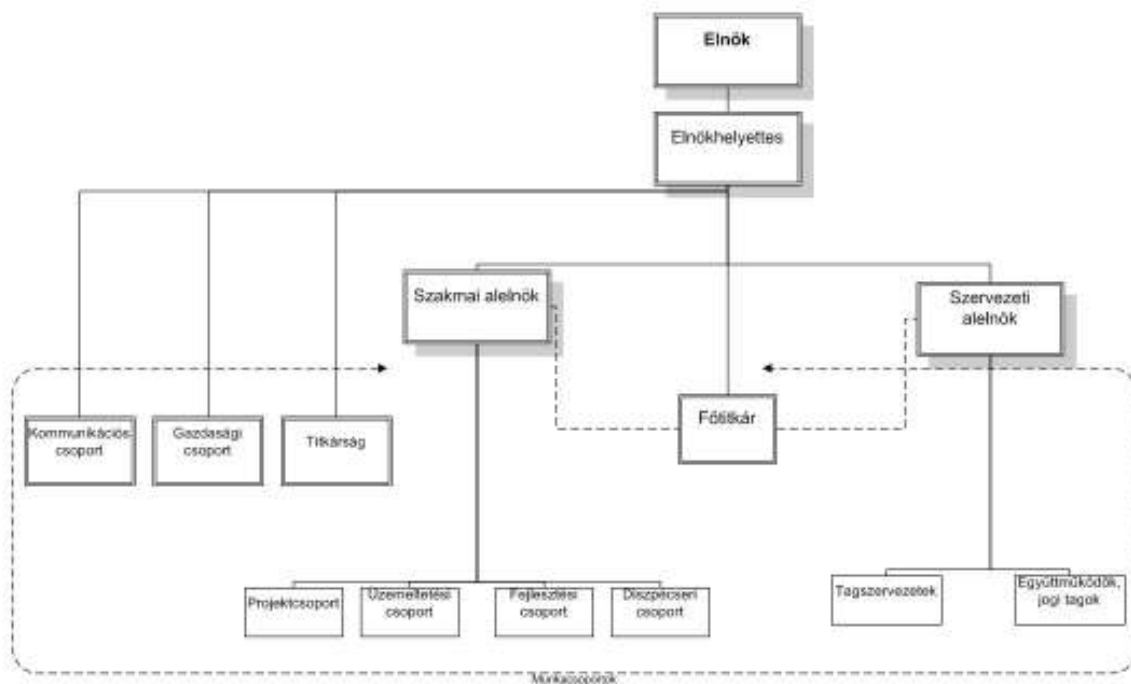 Elnök
Elnökhelyettes
Szakmai alelnök
Szervezeti
alelnök
Főtitkár
Kommunikációs
csoport
Gazdasági
csoport
Titkárság
Projektcsoport
Üzemeltetési
csoport
Fejlesztési
csoport
Diszpécseri
csoport
Tagszervezetek
Együttműködők,
jogi tagok
Munkacsoportok